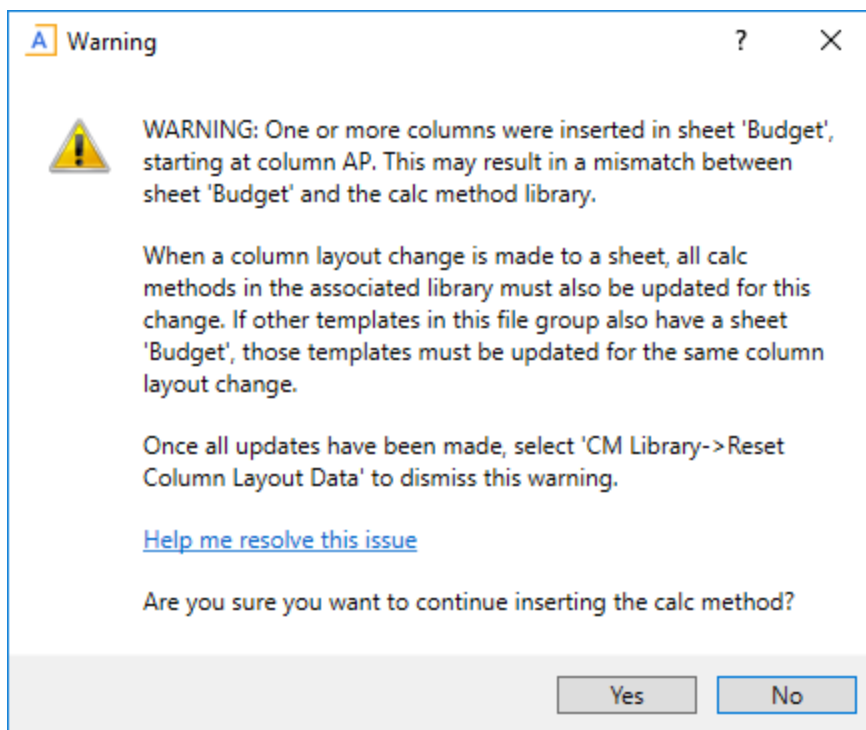 A Warning ?
WARNING: One or more columns were inserted in sheet 'Budget',
starting at column AP. This may result in a mismatch between
sheet 'Budget' and the calc method library.
When a column layout change is made to a sheet, all calc
methods in the associated library must also be updated for this
change. If other templates in this file group also have a sheet
'Budget', those templates must be updated for the same column
layout change.
Once all updates have been made, select 'CM Library->Reset
Column Layout Data' to dismiss this warning.
Help me resolve this issue
Are you sure you want to continue inserting the calc method?
Yes No